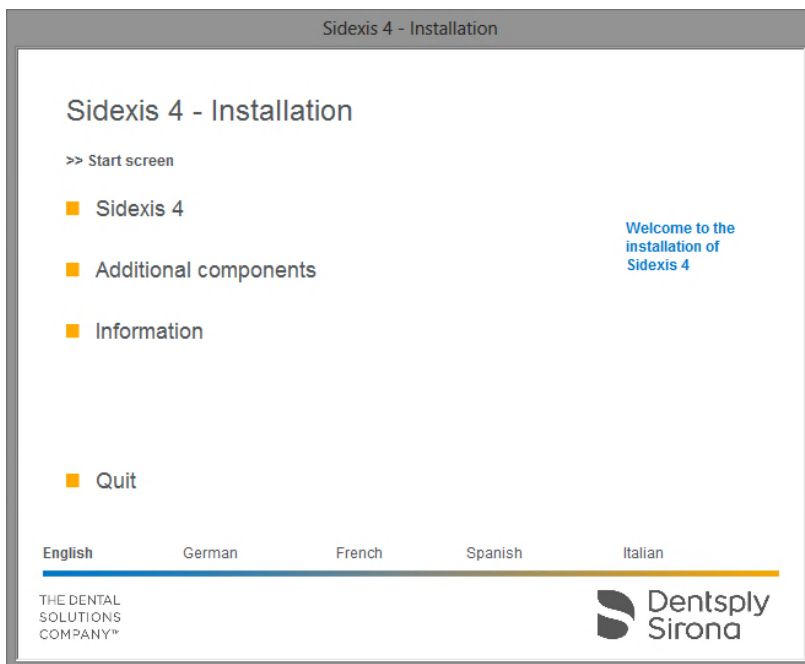 Sidexis 4 - Installation
Sidexis 4 - Installation
>> Start screen
Sidexis 4
Additional components
Information
Quit
Welcome to the
installation of
Sidexis 4
English German French Spanish Italian
THE DENTAL
SOLUTIONS
COMPANY™
Dentsply
Sirona